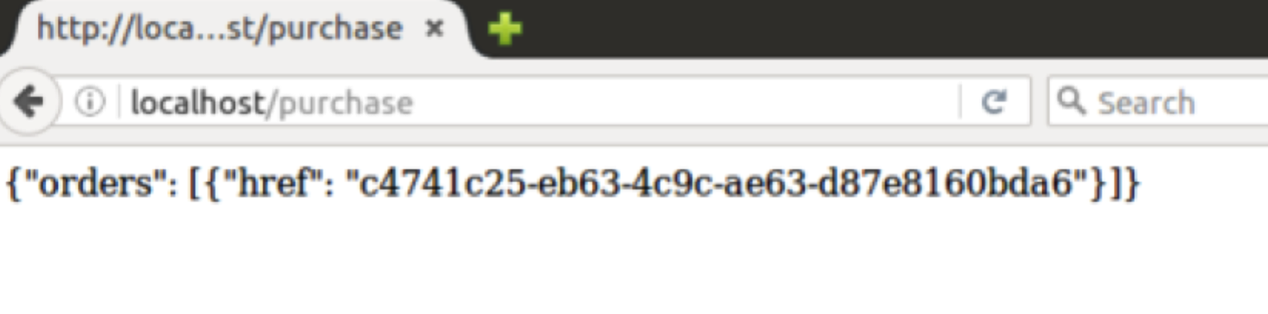 http://loca...st/purchase
localhost/purchase
Search
{"orders": [{"href": "c4741c25-eb63-4c9c-ae63-d87e8160bda6"}]}